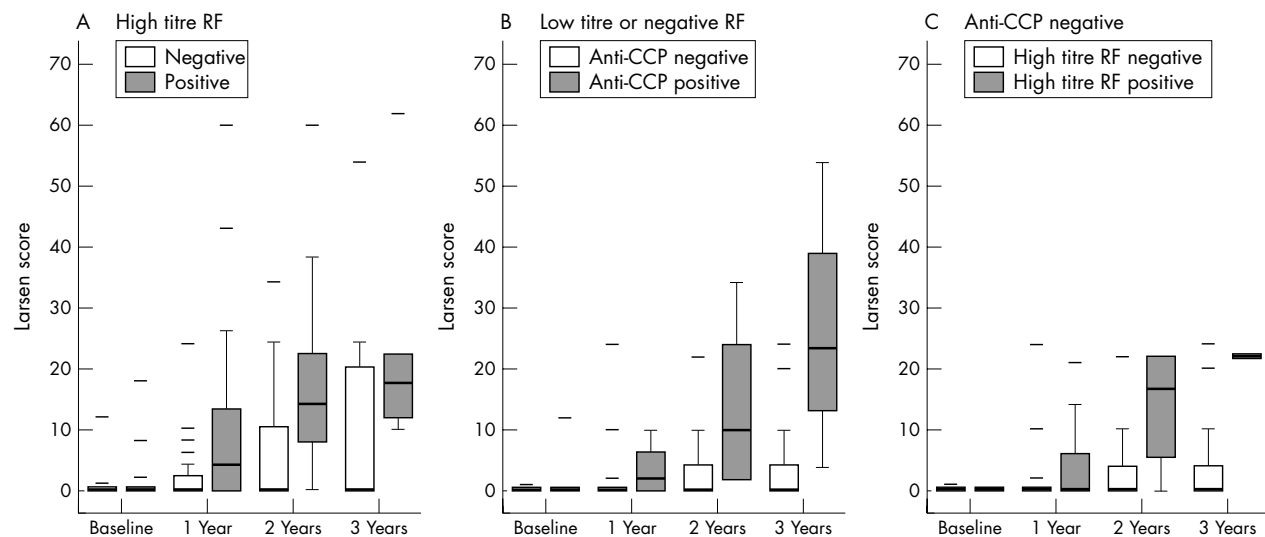 A High titre RF
Negative
Positive
70
60
50
40
30
20
10
0
Larsen score
Baseline 1 Year 2 Years 3 Years
B Low titre or negative RF
Anti-CCP negative
Anti-CCP positive
70
60
50
40
30
20
10
0
Larsen score
Baseline 1 Year 2 Years 3 Years
C Anti-CCP negative
High titre RF negative
High titre RF positive
70
60
50
40
30
20
10
0
Larsen score
Baseline 1 Year 2 Years 3 Years